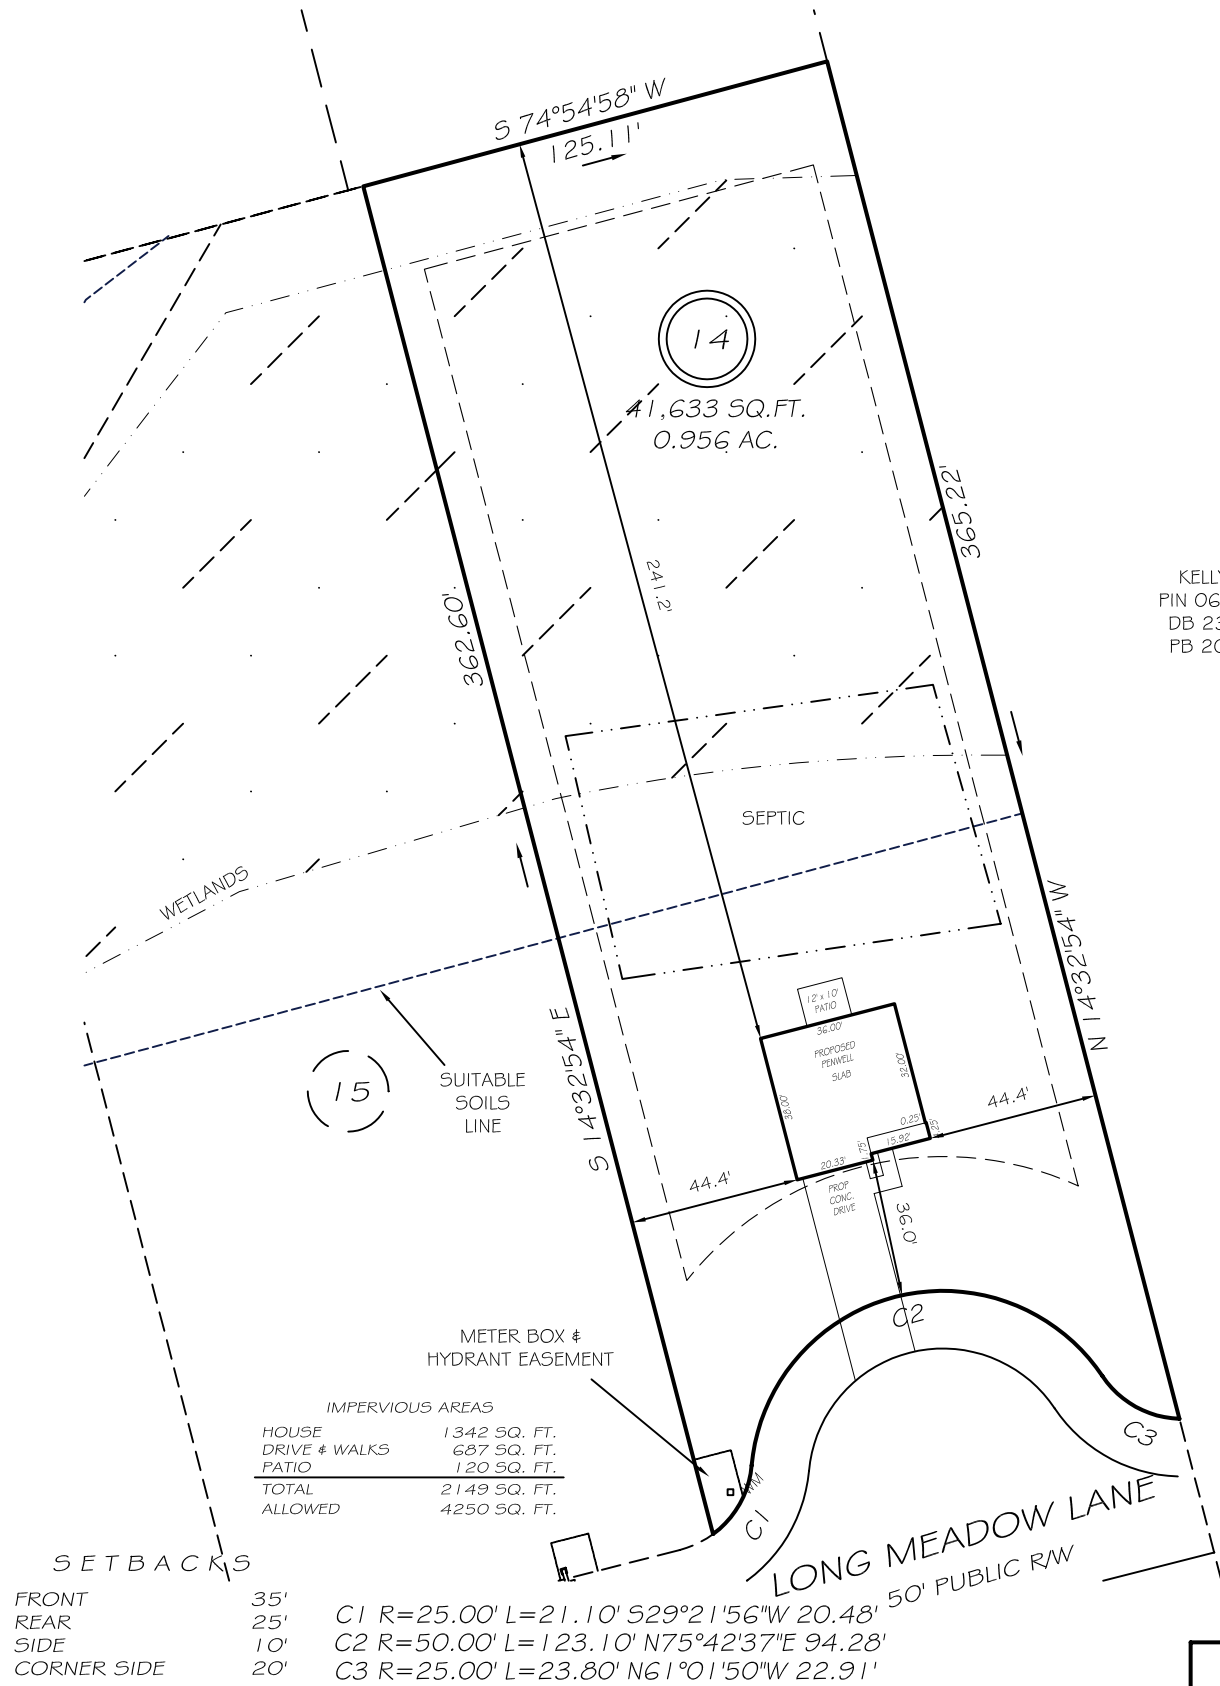 S 74°54'58" W
125.11'
14
41,633 SQ.FT.
0.956 AC.
365.22'
362.60'
241.2'
KELLY
PIN 06
DB 23
PB 20
SEPTIC
WETLANDS
12' x 10'
PATIO
36.00'
PROPOSED
PENWELL
SLAB
32.00'
38.00'
S 14°32'54" E
N 14°32'54" W
15
SUITABLE
SOILS
LINE
44.4'
0.25'
15.92'
20.33'
44.4'
PROP
CONC.
DRIVE
36.0'
C2
METER BOX &
HYDRANT EASEMENT
IMPERVIOUS AREAS
HOUSE 1342 SQ. FT.
DRIVE & WALKS 687 SQ. FT.
PATIO 120 SQ. FT.
TOTAL 2149 SQ. FT.
ALLOWED 4250 SQ. FT.
C3
WM
C1
LONG MEADOW LANE
50' PUBLIC R/W
SETBACKS
FRONT 35'
REAR 25'
SIDE 10'
CORNER SIDE 20'
C1 R=25.00' L=21.10' S29°21'56"W 20.48'
C2 R=50.00' L=123.10' N75°42'37"E 94.28'
C3 R=25.00' L=23.80' N61°01'50"W 22.91'